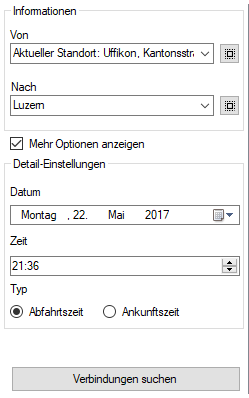 Informationen
Von
Aktueller Standort: Uffikon, Kantonsstra
Nach
Luzern
Mehr Optionen anzeigen
Detail-Einstellungen
Datum
Montag , 22. Mai 2017
Zeit
21:36
Typ
Abfahrtszeit Ankunftszeit
Verbindungen suchen